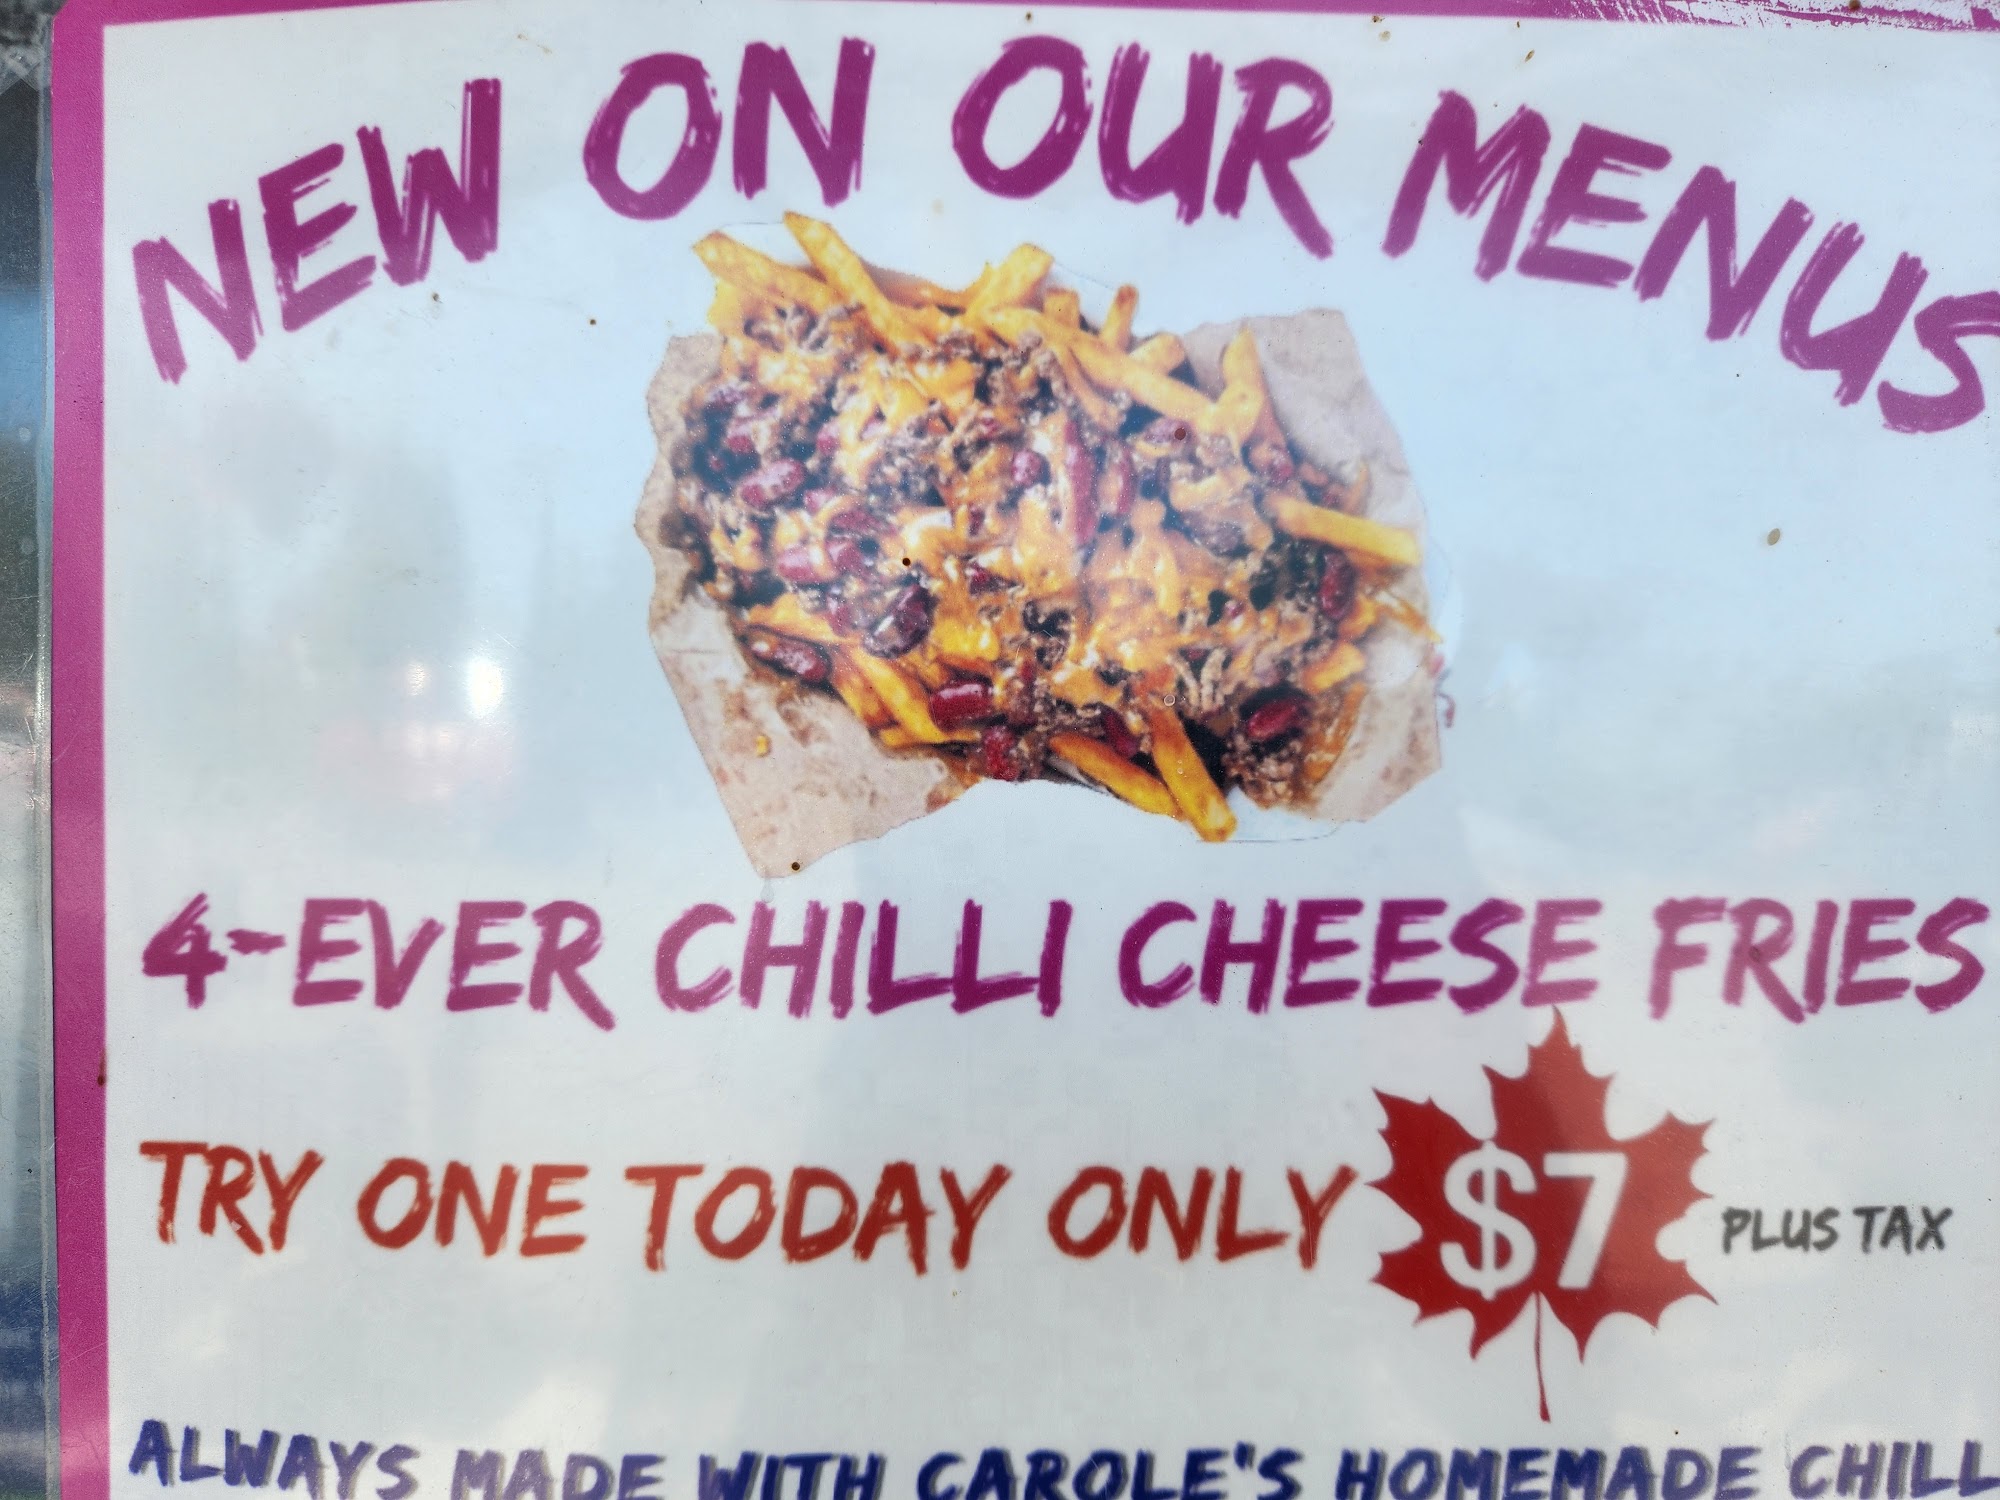 NEW ON OUR MENUS
4-EVER CHILLI CHEESE FRIES
TRY ONE TODAY ONLY $7 PLUS TAX
ALWAYS MADE WITH CAROLE'S HOMEMADE CHILL